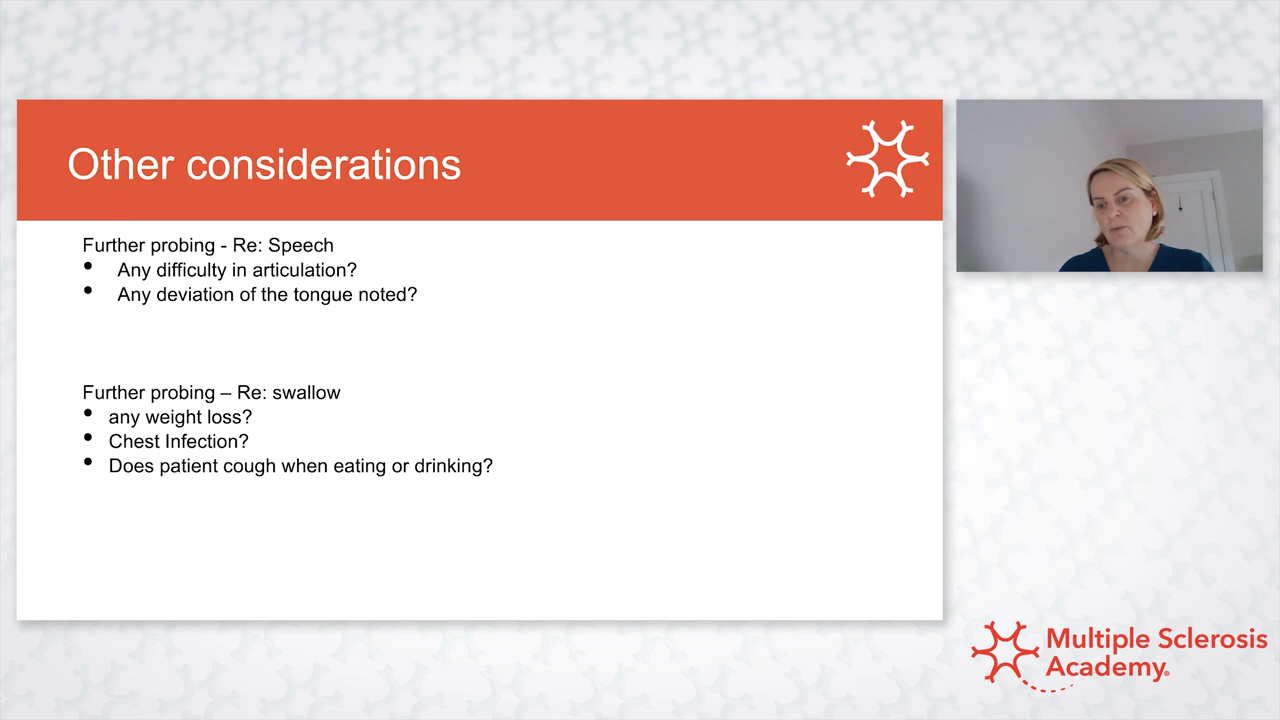 Other considerations
Further probing - Re: Speech
• Any difficulty in articulation?
• Any deviation of the tongue noted?
Further probing – Re: swallow
• any weight loss?
• Chest Infection?
• Does patient cough when eating or drinking?
Multiple Sclerosis
Academy®